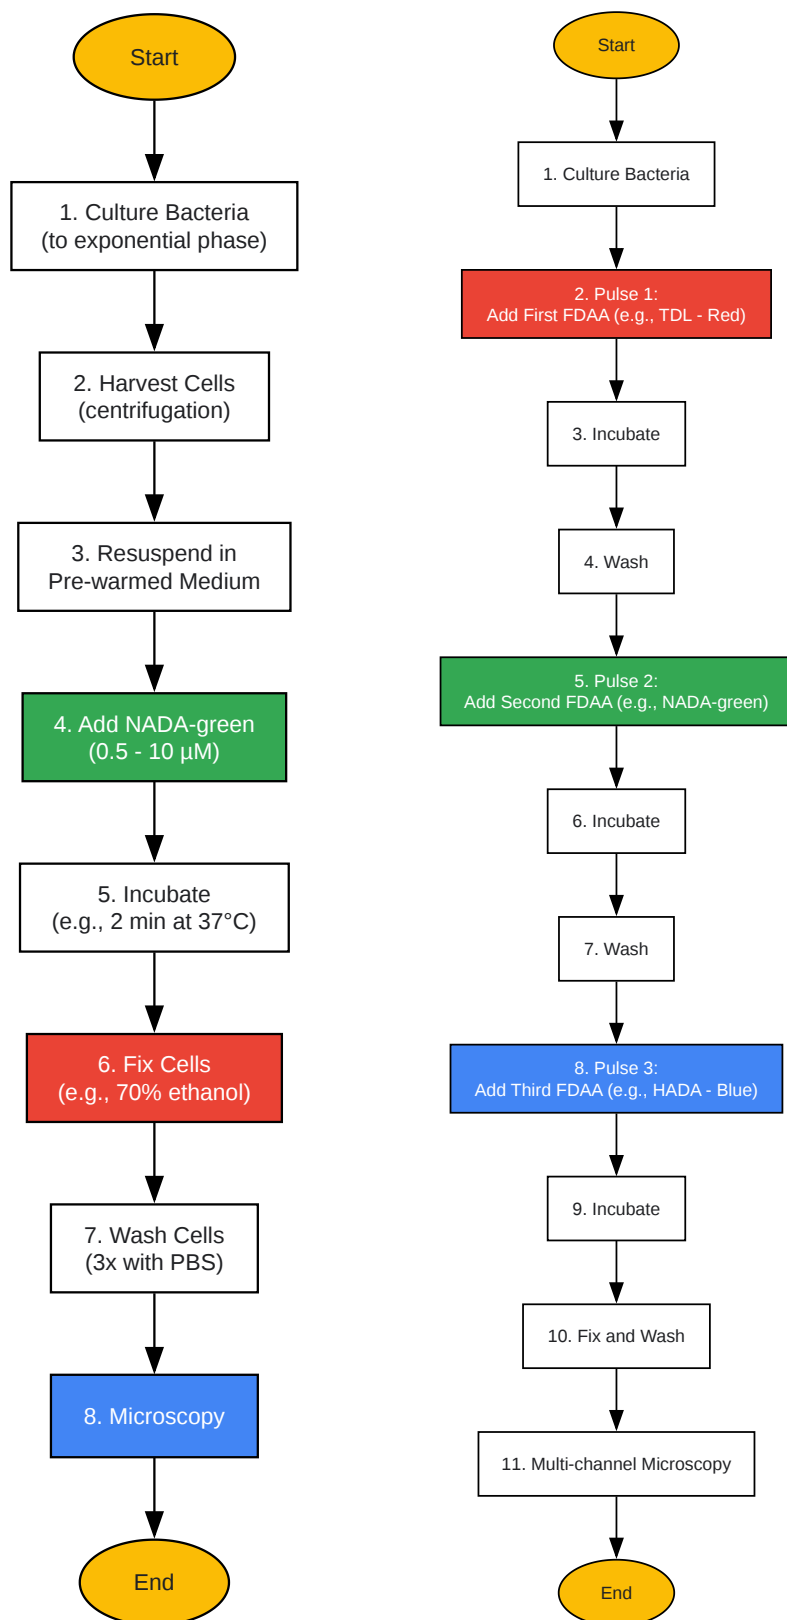 Start
1. Culture Bacteria
(to exponential phase)
2. Harvest Cells
(centrifugation)
3. Resuspend in
Pre-warmed Medium
4. Add NADA-green
(0.5 - 10 µM)
5. Incubate
(e.g., 2 min at 37°C)
6. Fix Cells
(e.g., 70% ethanol)
7. Wash Cells
(3x with PBS)
8. Microscopy
End
Start
1. Culture Bacteria
2. Pulse 1:
Add First FDAA (e.g., TDL - Red)
3. Incubate
4. Wash
5. Pulse 2:
Add Second FDAA (e.g., NADA-green)
6. Incubate
7. Wash
8. Pulse 3:
Add Third FDAA (e.g., HADA - Blue)
9. Incubate
10. Fix and Wash
11. Multi-channel Microscopy
End